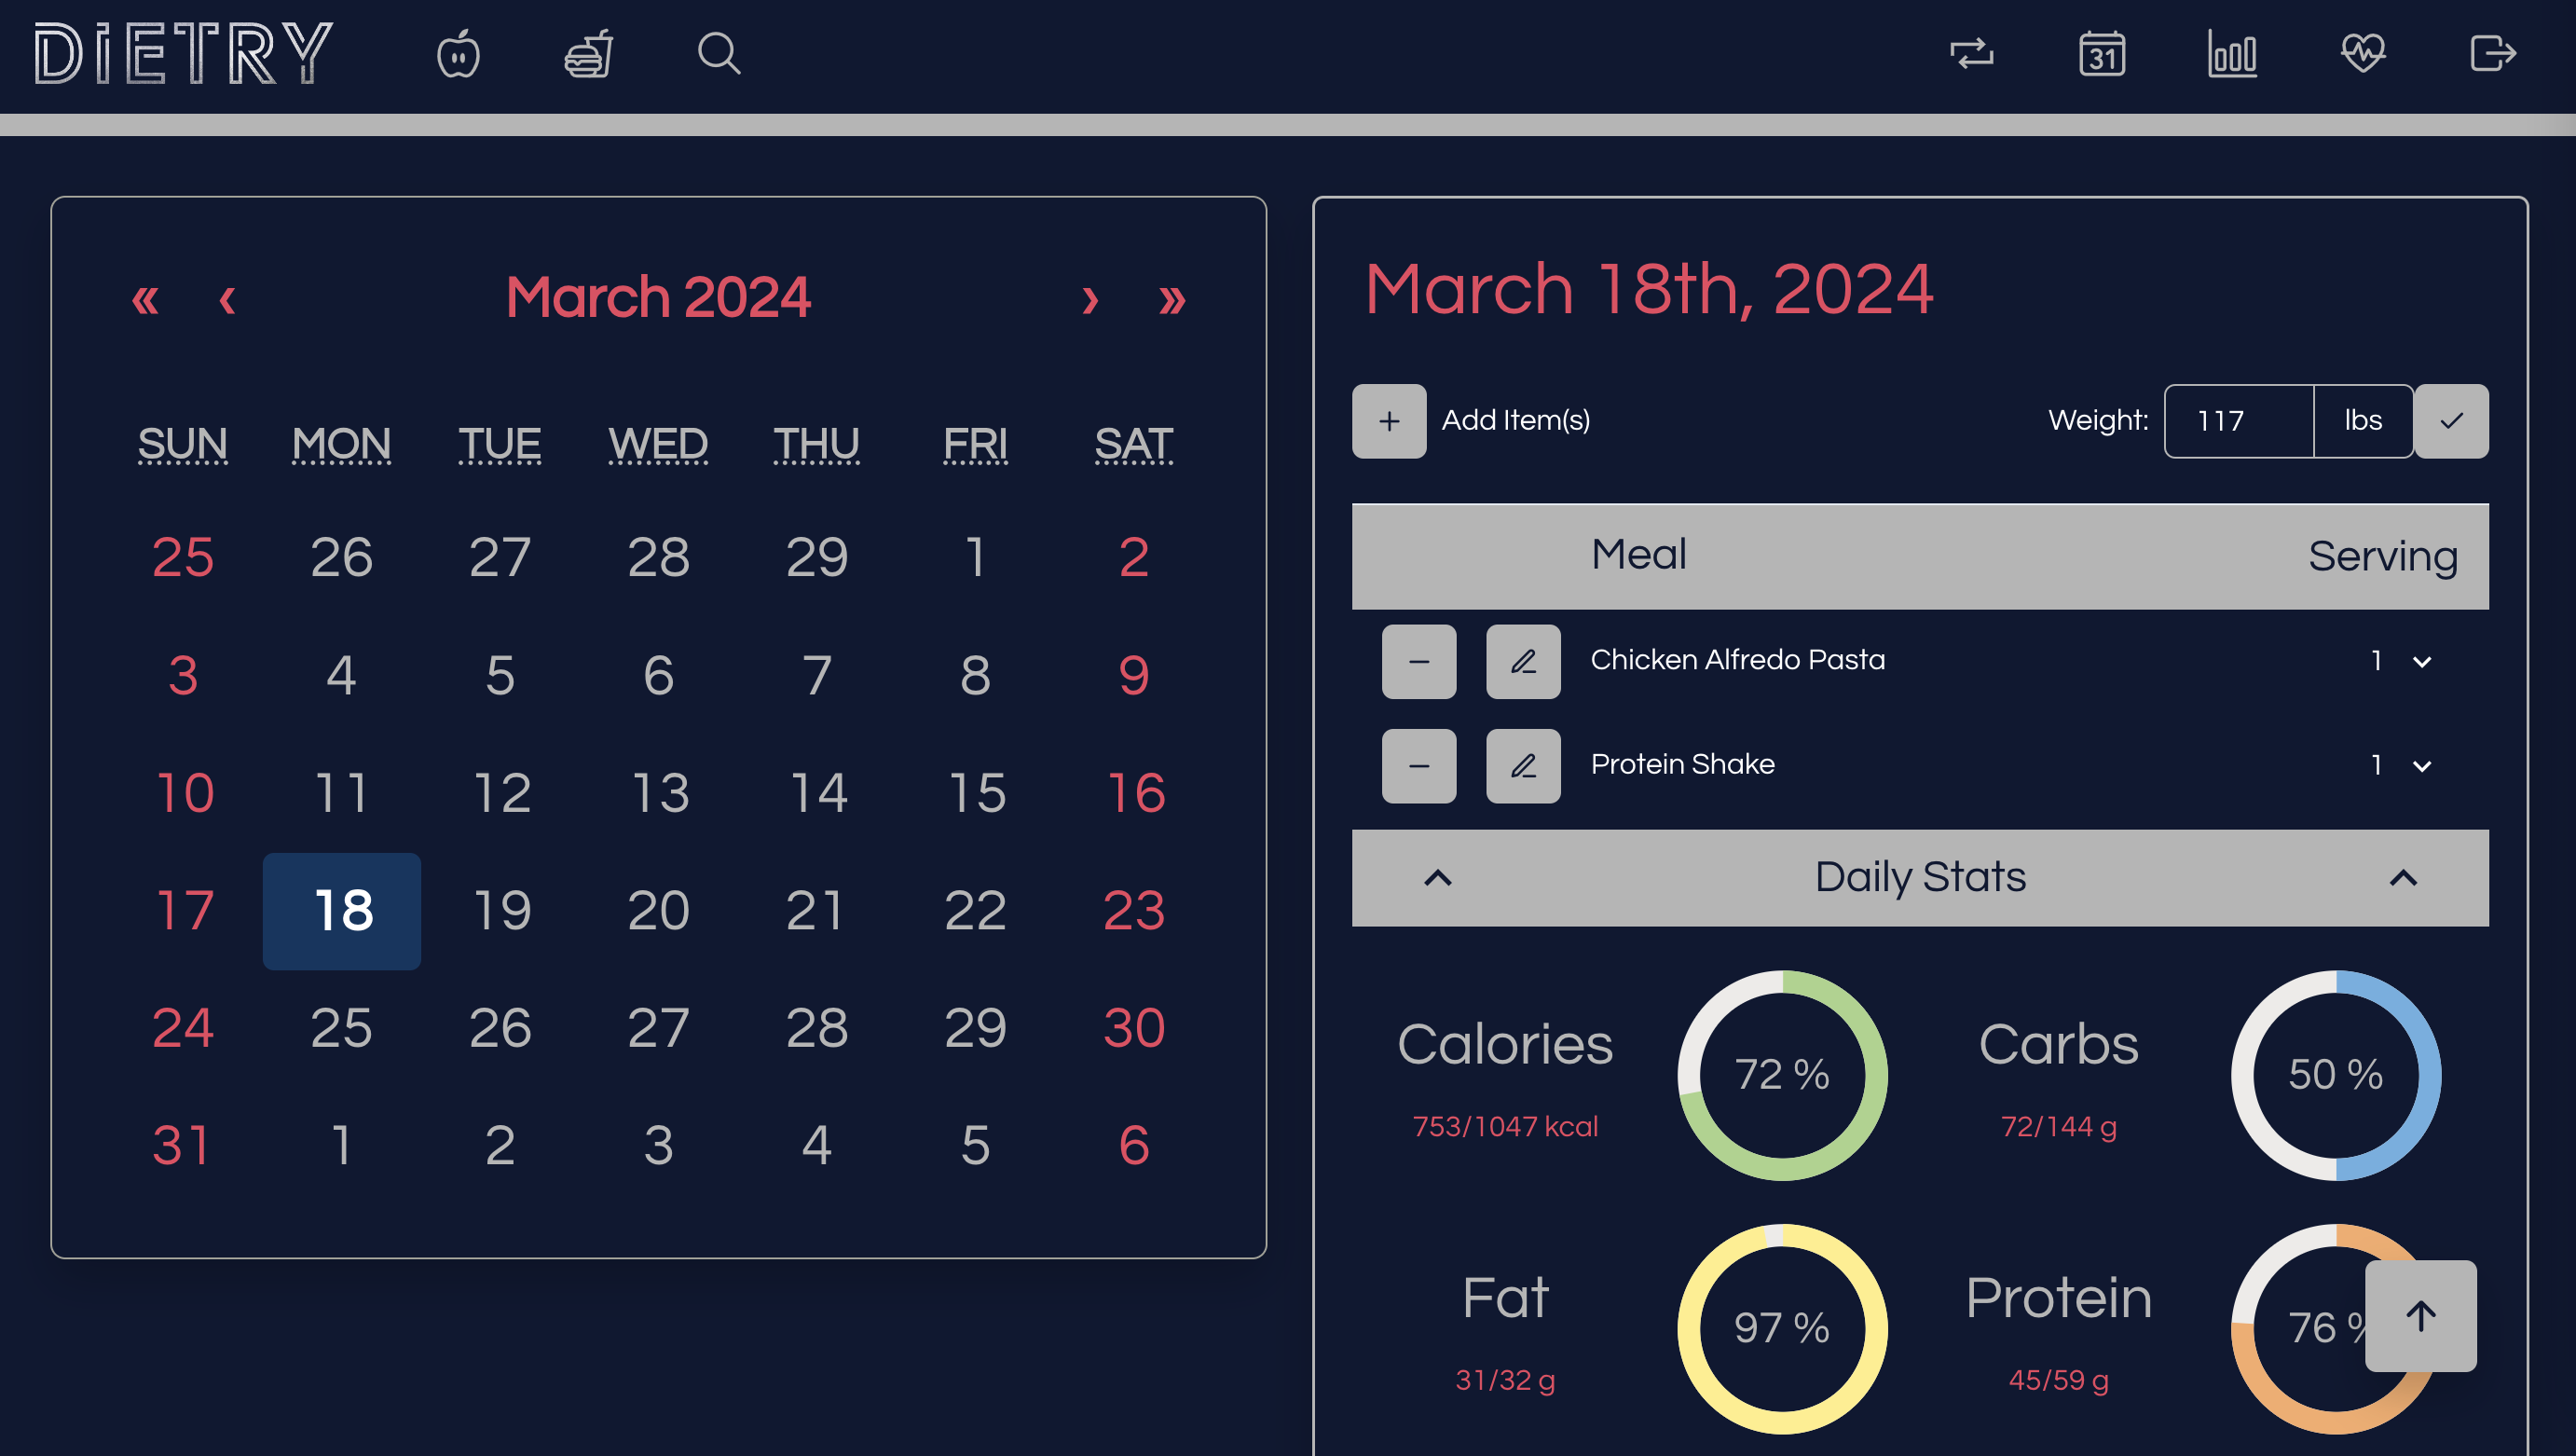 DiETRY
31
« ‹ March 2024 › »
SUN MON TUE WED THU FRI SAT
25 26 27 28 29 1 2
3 4 5 6 7 8 9
10 11 12 13 14 15 16
17 18 19 20 21 22 23
24 25 26 27 28 29 30
31 1 2 3 4 5 6
March 18th, 2024
+ Add Item(s) Weight: 117 lbs
Meal Serving
Chicken Alfredo Pasta 1
Protein Shake 1
Daily Stats
Calories 72 % Carbs 50 %
753/1047 kcal 72/144 g
Fat 97 % Protein 76 %
31/32 g 45/59 g